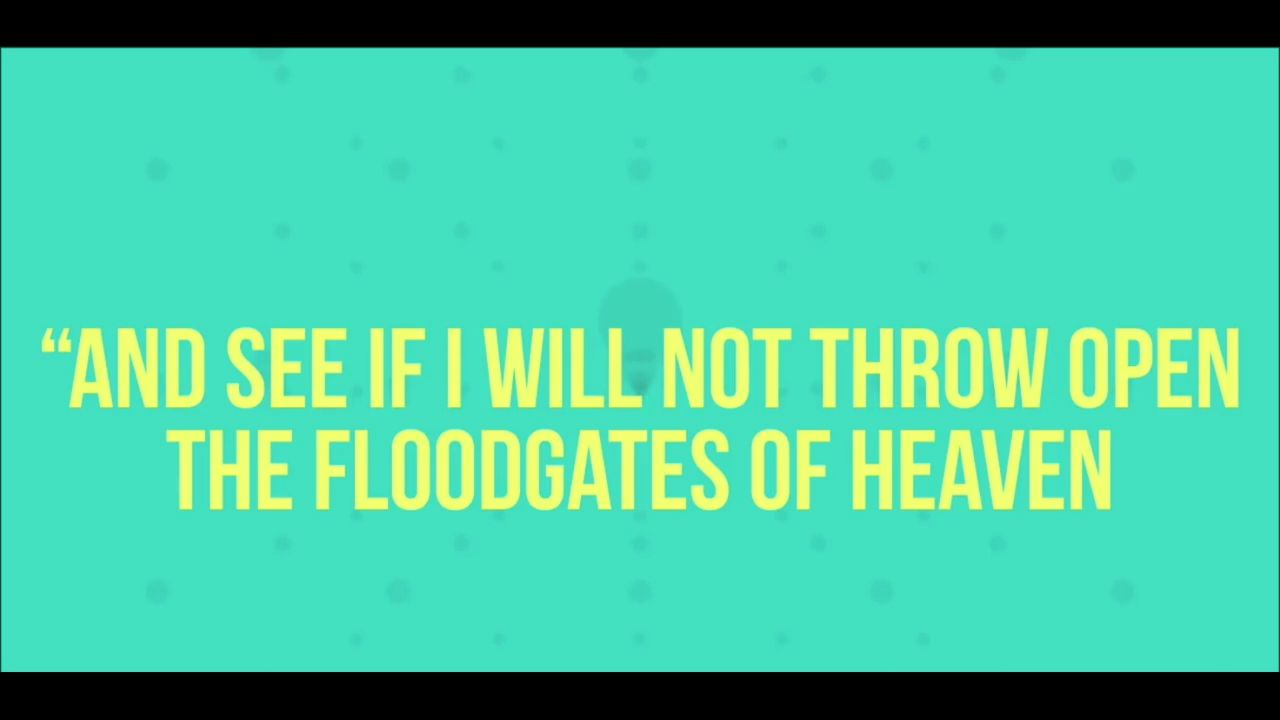 “AND SEE IF I WILL NOT THROW OPEN
THE FLOODGATES OF HEAVEN